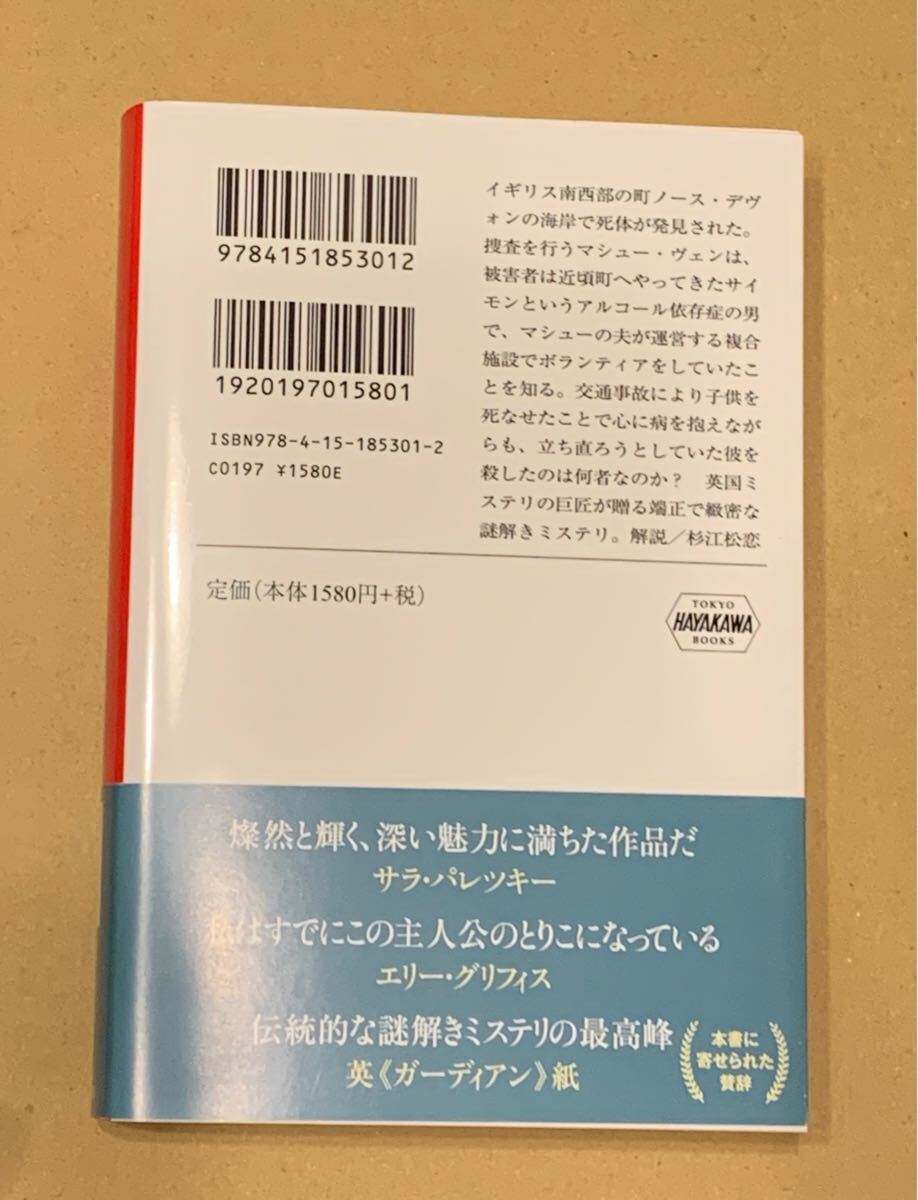 9784151853012
1920197015801
ISBN978-4-15-185301-2
C0197 ¥1580E
イギリス南西部の町ノース・デヴ
ォンの海岸で死体が発見された。
捜査を行うマシュー・ヴェンは、
被害者は近頃町へやってきたサイ
モンというアルコール依存症の男
で、マシューの夫が運営する複合
施設でボランティアをしていたこ
とを知る。交通事故により子供を
死なせたことで心に病を抱えなが
らも、立ち直ろうとしていた彼を
殺したのは何者なのか？　英国ミ
ステリの巨匠が贈る端正で緻密な
謎解きミステリ。解説／杉江松恋
定価（本体1580円+税）
TOKYO
HAYAKAWA
BOOKS
燦然と輝く、深い魅力に満ちた作品だ
サラ・パレツキー
私はすでにこの主人公のとりこになっている
エリー・グリフィス
伝統的な謎解きミステリの最高峰
英《ガーディアン》紙
本書に
寄せられた
賛辞